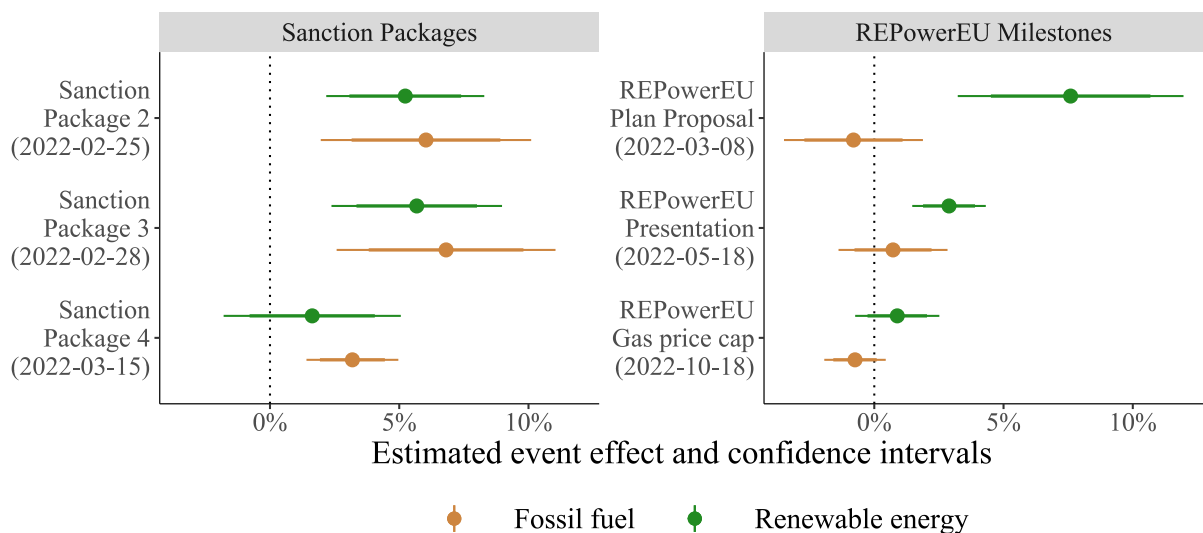 Sanction Packages
Sanction
Package 2
(2022-02-25)
Sanction
Package 3
(2022-02-28)
Sanction
Package 4
(2022-03-15)
0%
5%
10%
REPowerEU Milestones
REPowerEU
Plan Proposal
(2022-03-08)
REPowerEU
Presentation
(2022-05-18)
REPowerEU
Gas price cap
(2022-10-18)
0%
5%
10%
Estimated event effect and confidence intervals
Fossil fuel
Renewable energy